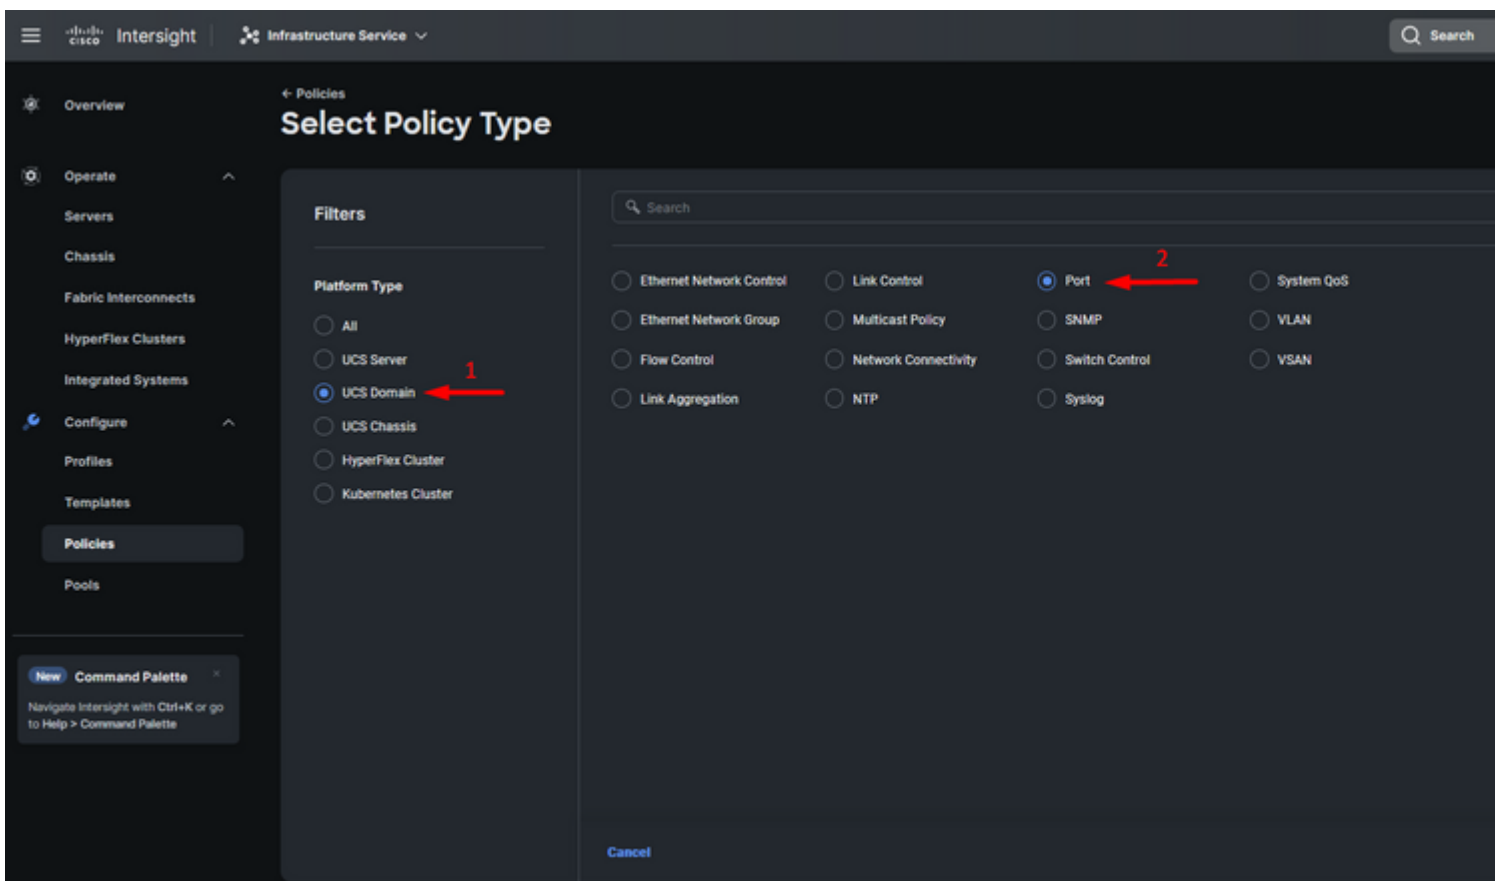 cisco Intersight
Infrastructure Service
Search
Overview
Operate
Servers
Chassis
Fabric Interconnects
HyperFlex Clusters
Integrated Systems
Configure
Profiles
Templates
Policies
Pools
New Command Palette ×
Navigate Intersight with Ctrl+K or go
to Help > Command Palette
← Policies
Select Policy Type
Filters
Platform Type
All
UCS Server
UCS Domain
1
UCS Chassis
HyperFlex Cluster
Kubernetes Cluster
Search
2
Ethernet Network Control Link Control Port System QoS
Ethernet Network Group Multicast Policy SNMP VLAN
Flow Control Network Connectivity Switch Control VSAN
Link Aggregation NTP Syslog
Cancel